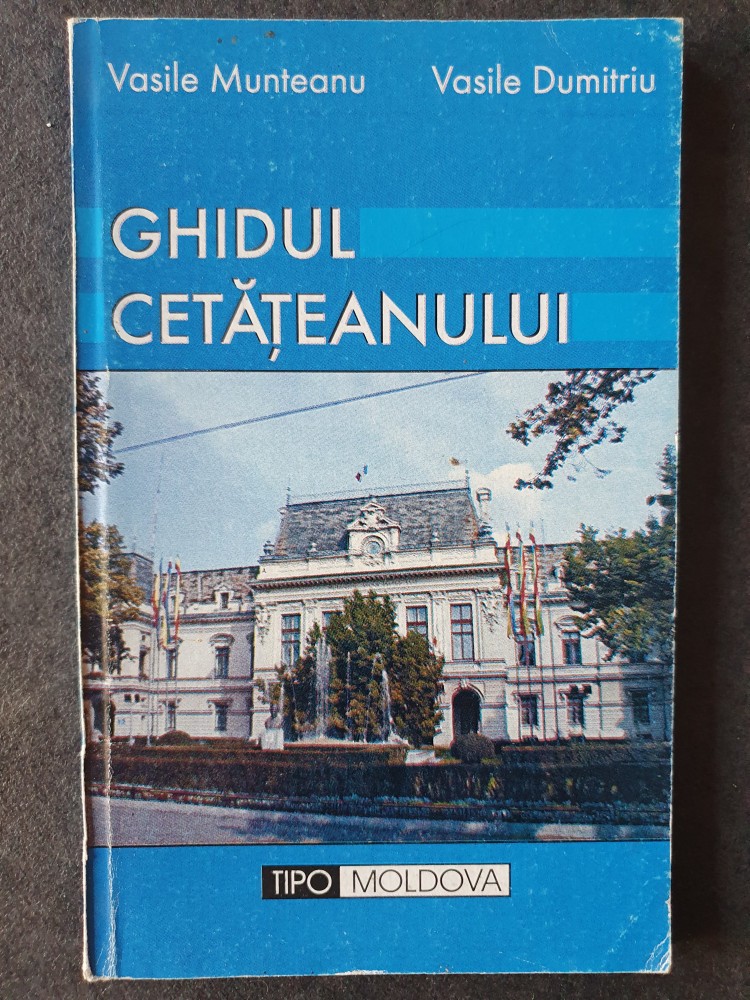 Vasile Munteanu Vasile Dumitriu
GHIDUL
CETĂȚEANULUI
TIPO MOLDOVA